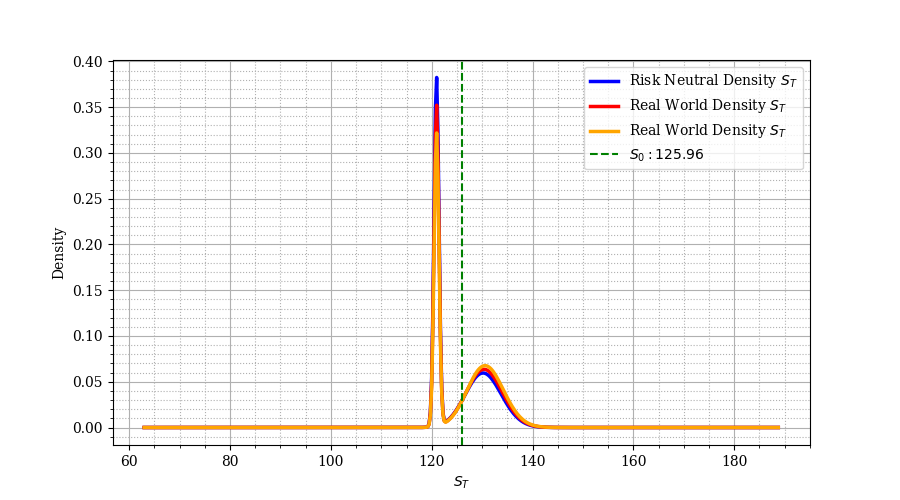 0.40
0.35
0.30
0.25
0.20
0.15
0.10
0.05
0.00
Density
60 80 100 120 140 160 180
S_T
Risk Neutral Density S_T
Real World Density S_T
Real World Density S_T
S_0 : 125.96